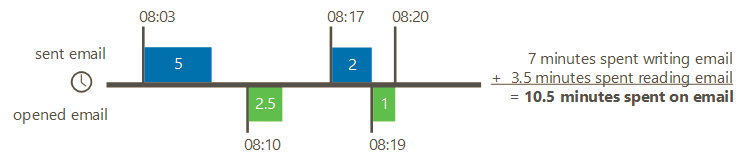 08:03
08:17
08:20
sent email
5
2
7 minutes spent writing email
+ 3.5 minutes spent reading email
= 10.5 minutes spent on email
opened email
2.5
1
08:10
08:19